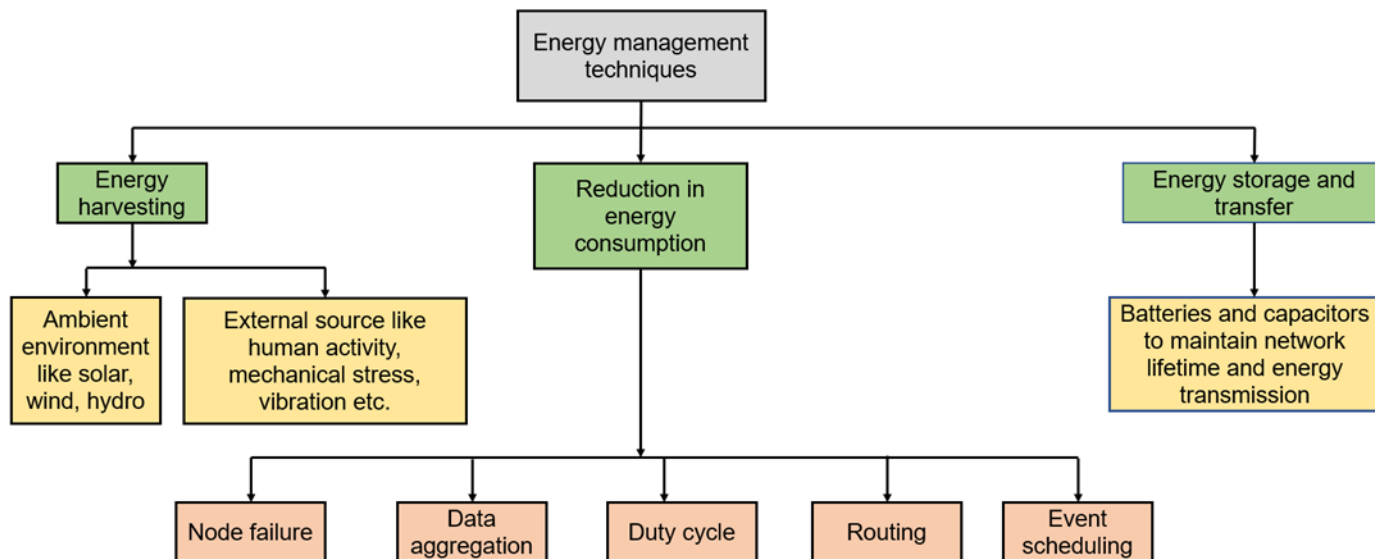 Energy management
techniques
Energy
harvesting
Reduction in
energy
consumption
Energy storage and
transfer
Ambient
environment
like solar,
wind, hydro
External source like
human activity,
mechanical stress,
vibration etc.
Batteries and capacitors
to maintain network
lifetime and energy
transmission
Node failure
Data
aggregation
Duty cycle
Routing
Event
scheduling